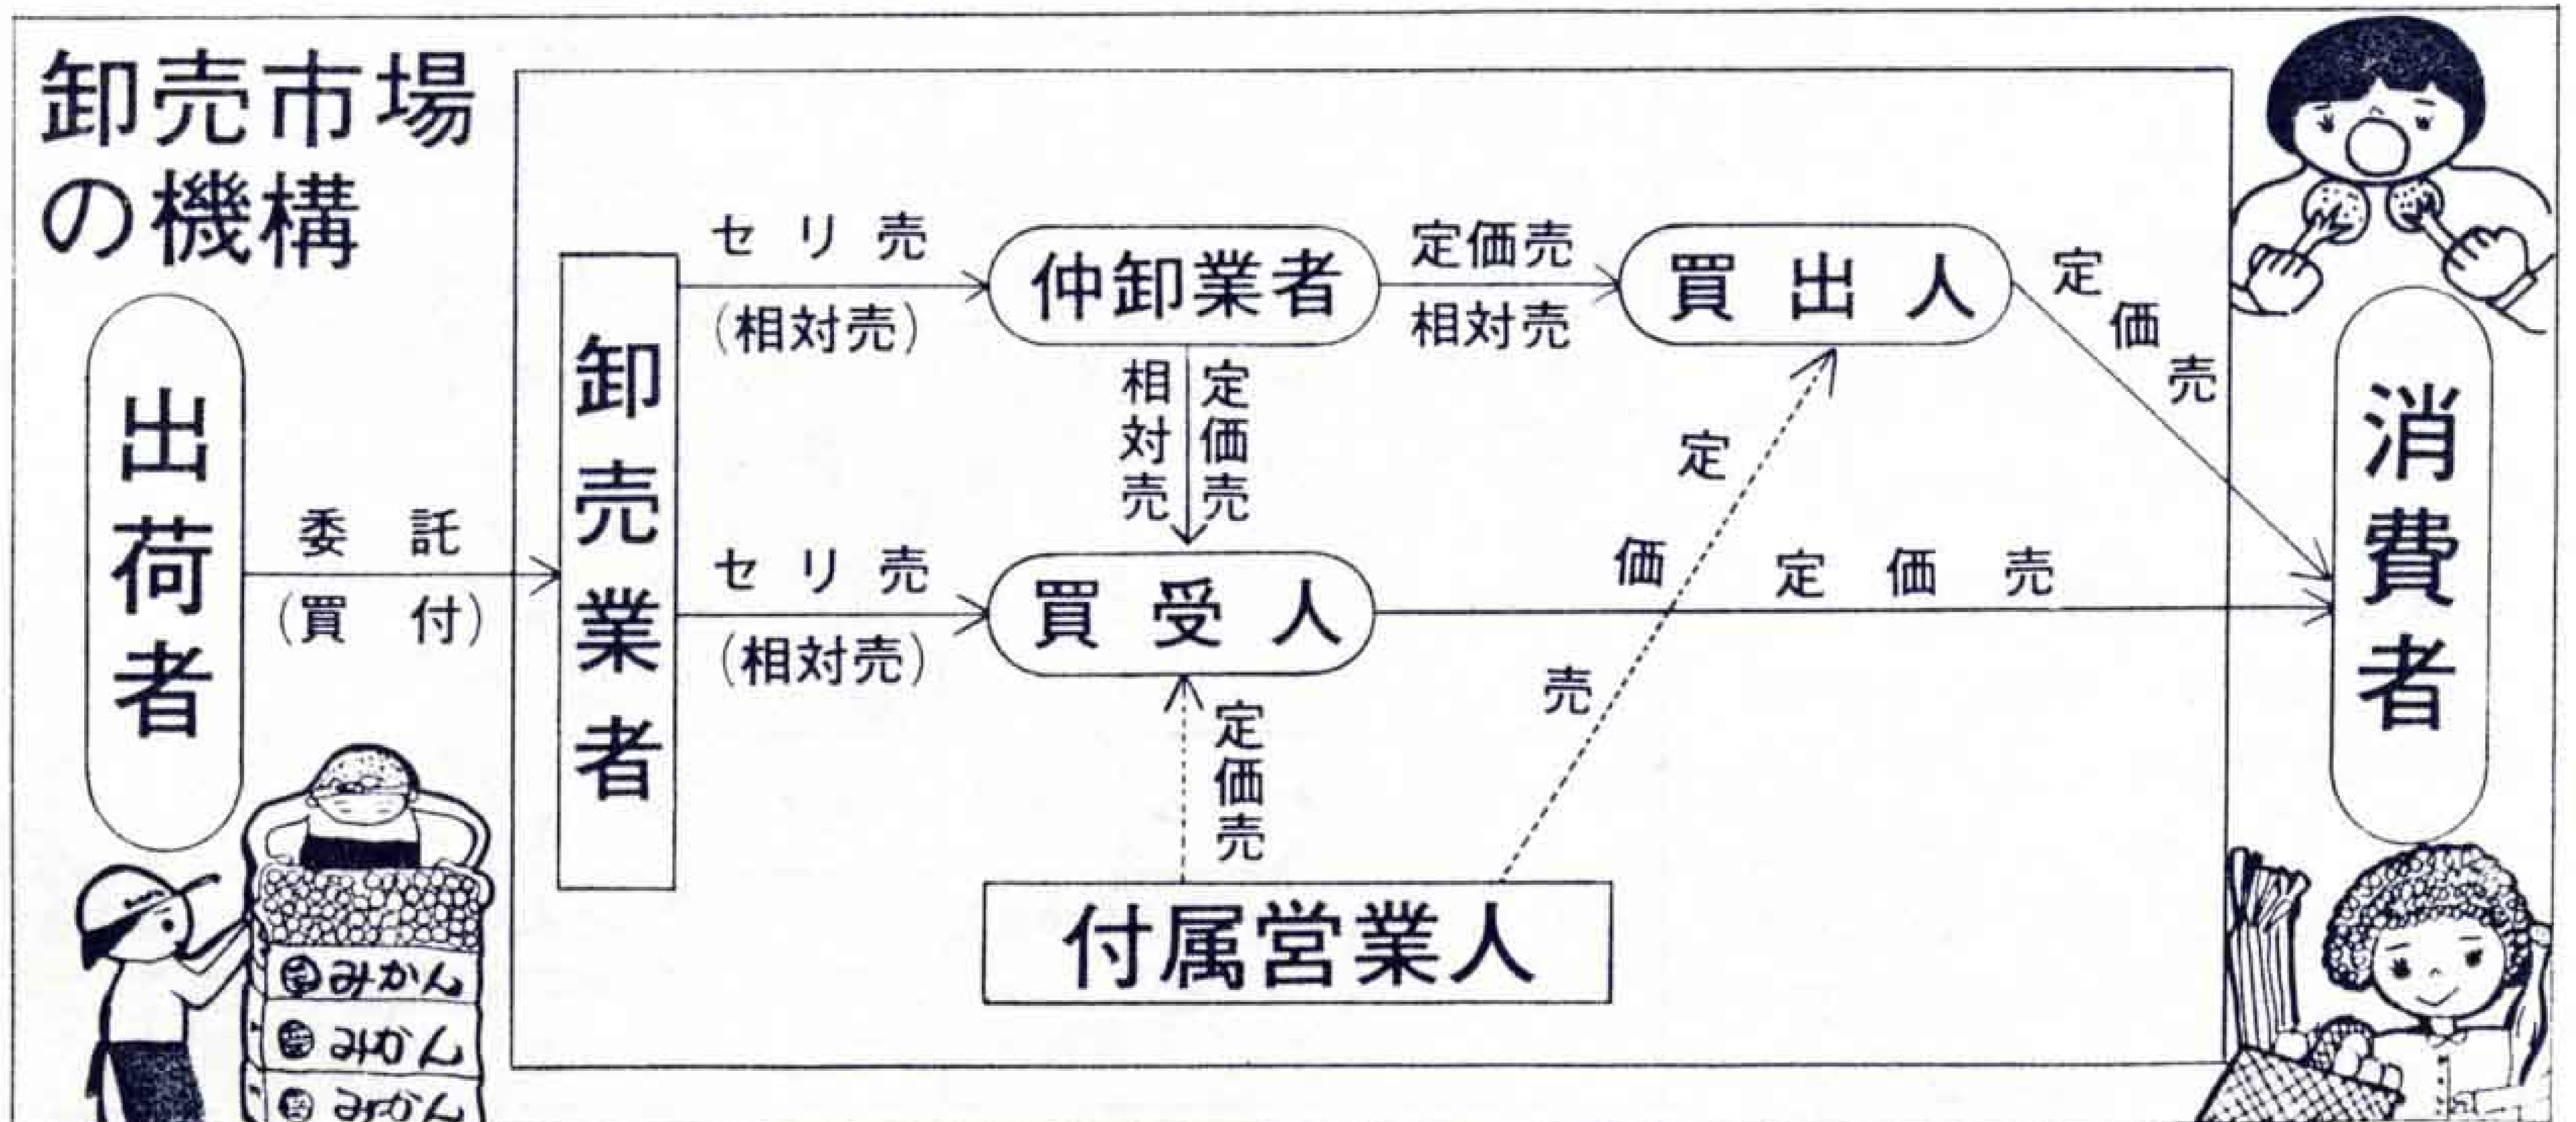 卸売市場
の機構
出荷者
委託
(買付)
卸売業者
セリ売
(相対売)
仲卸業者
定価売
相対売
買出人
定価売
相対売
定価売
セリ売
(相対売)
買受人
定価売
定価売
定価売
付属営業人
消費者
みかん
みかん
みかん